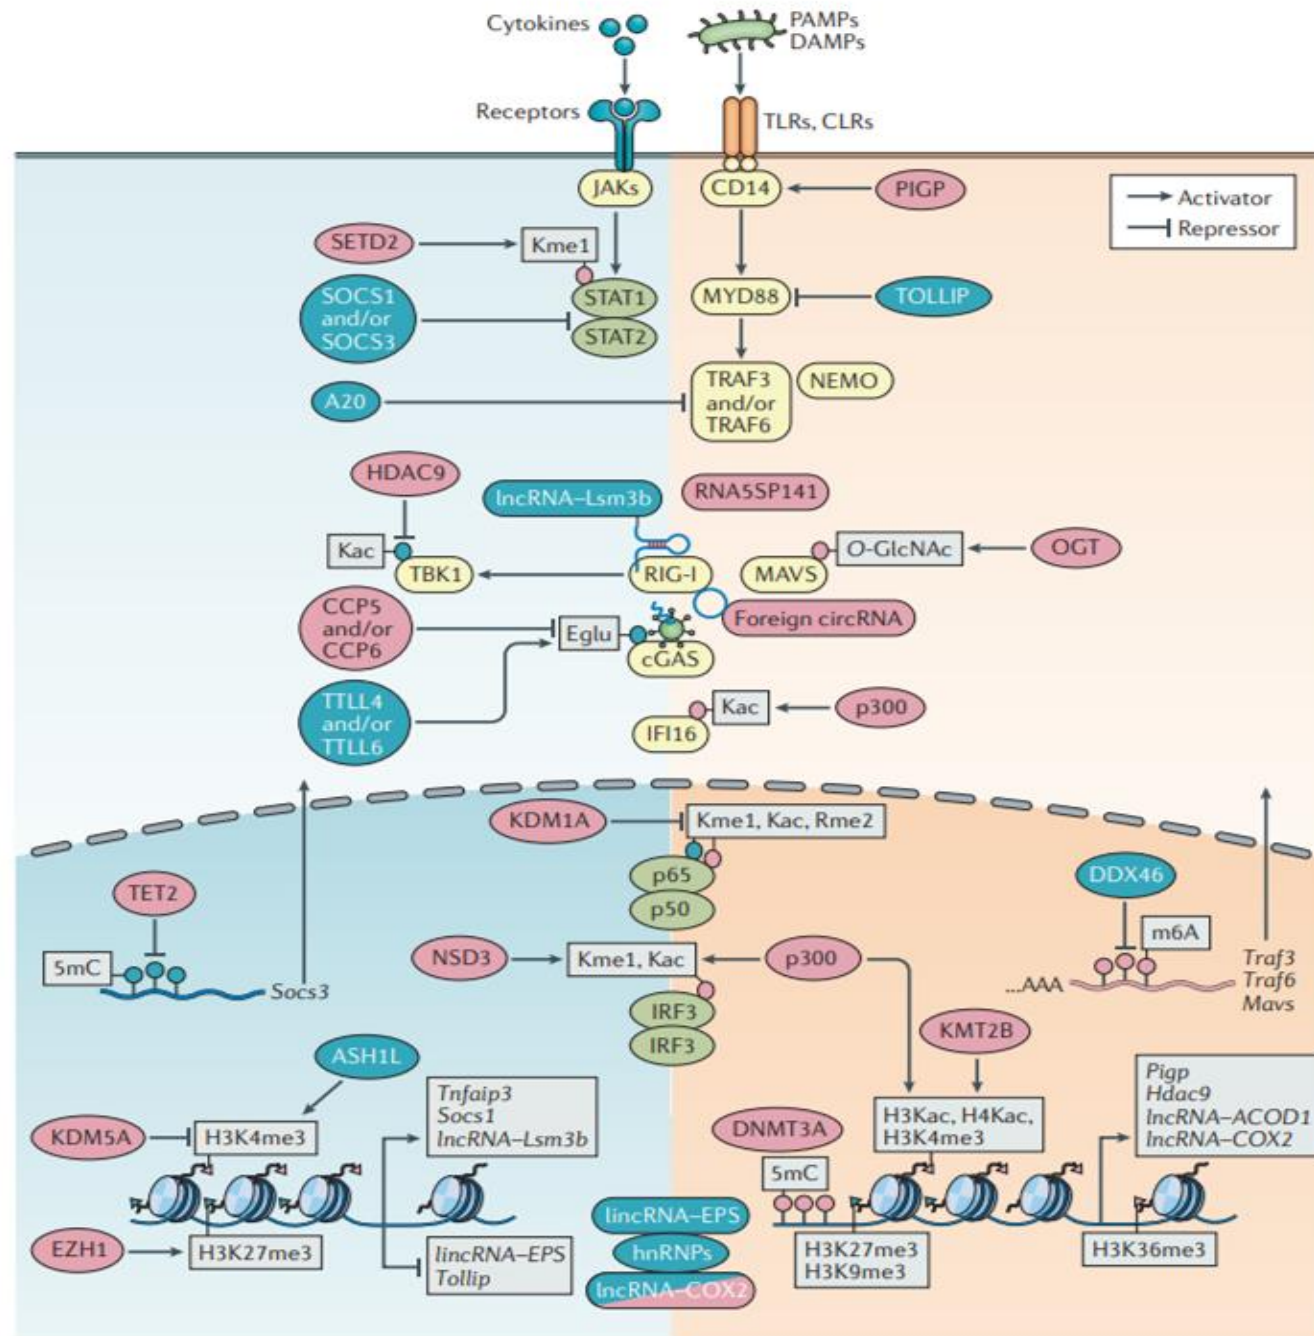 Cytokines
PAMPs
DAMPs
Receptors
TLRs, CLRs
JAKs
CD14
PIGP
Activator
Repressor
SETD2
Kme1
SOCS1
and/or
SOCS3
STAT1
STAT2
MYD88
TOLLIP
A20
TRAF3
and/or
TRAF6
NEMO
HDAC9
lncRNA–Lsm3b
RNA5SP141
Kac
TBK1
RIG-I
MAVS
O-GlcNAc
OGT
CCP5
and/or
CCP6
Eglu
cGAS
Foreign circRNA
TTLL4
and/or
TTLL6
IFI16
Kac
p300
KDM1A
Kme1, Kac, Rme2
p65
p50
TET2
5mC
Socs3
DDX46
m6A
...AAA
Traf3
Traf6
Mavs
NSD3
Kme1, Kac
p300
IRF3
IRF3
KMT2B
ASH1L
KDM5A
H3K4me3
Tnfaip3
Socs1
lncRNA–Lsm3b
EZH1
H3K27me3
lincRNA–EPS
Tollip
lincRNA–EPS
hnRNPs
lncRNA–COX2
DNMT3A
5mC
H3Kac, H4Kac,
H3K4me3
Pigp
Hdac9
lncRNA–ACOD1
lncRNA–COX2
H3K27me3
H3K9me3
H3K36me3